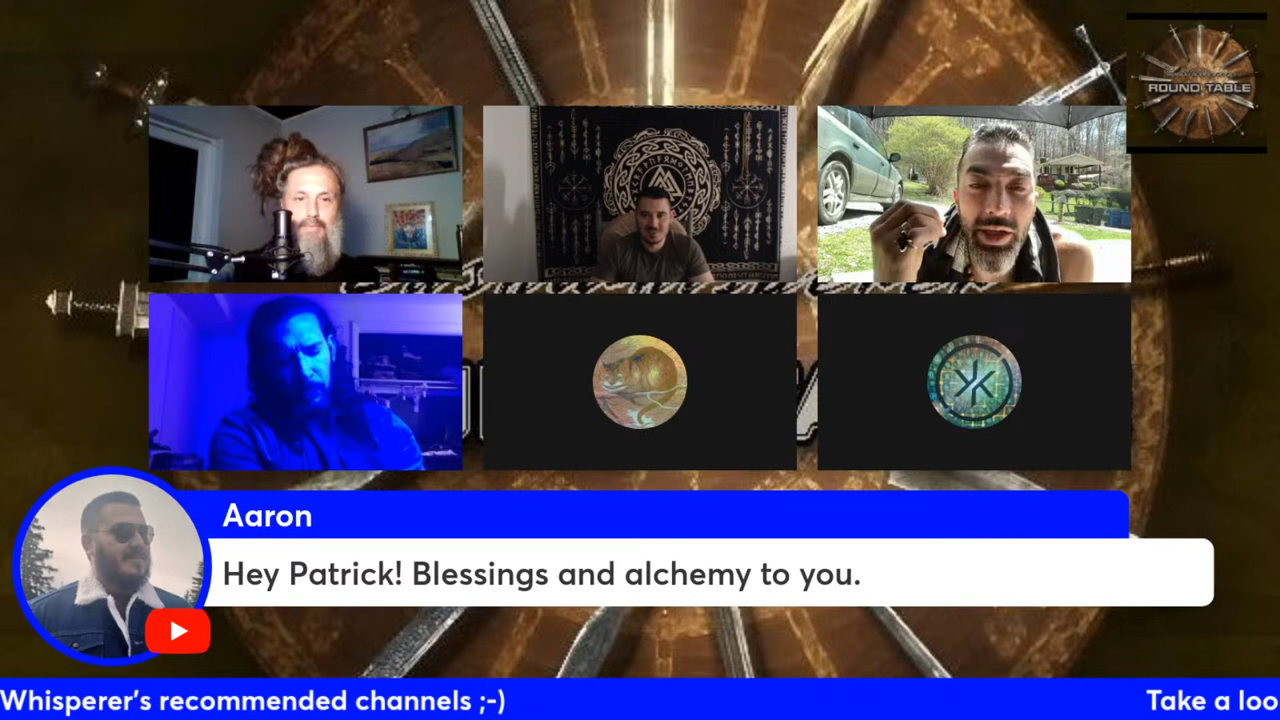 ROUND TABLE
Aaron
Hey Patrick! Blessings and alchemy to you.
Whisperer's recommended channels ;-)
Take a loo